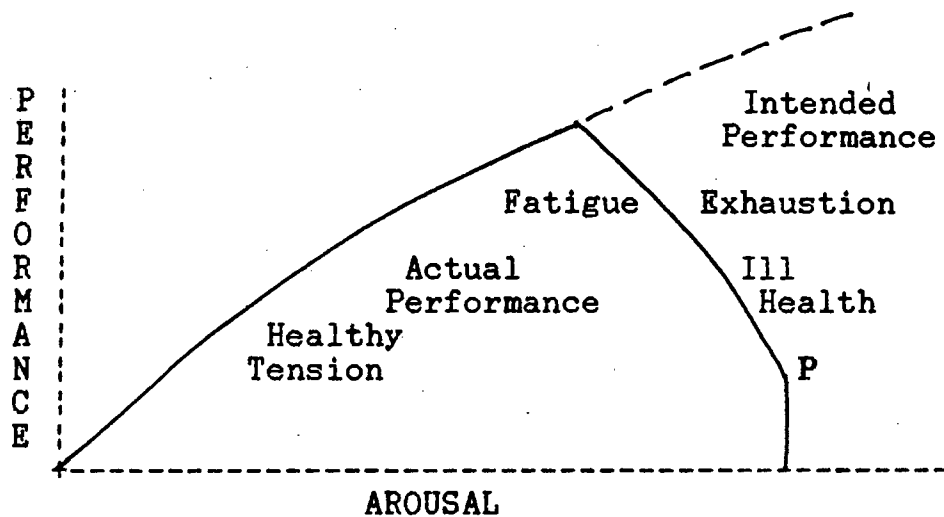 PERFORMANCE
Intended
Performance
Fatigue
Exhaustion
Actual
Performance
Ill
Health
Healthy
Tension
P
AROUSAL